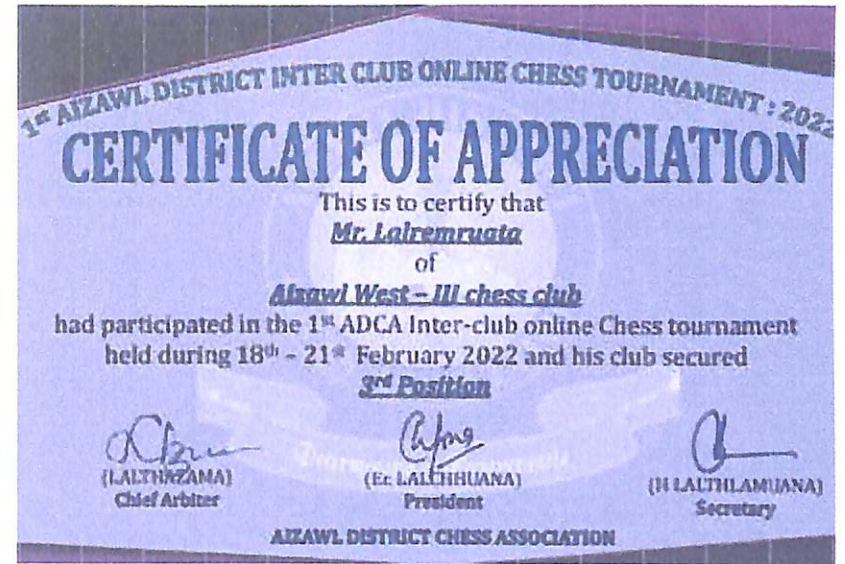 1st AIZAWL DISTRICT INTER CLUB ONLINE CHESS TOURNAMENT : 2022
CERTIFICATE OF APPRECIATION
This is to certify that
Mr. Lalremruata
of
Aizawl West – III chess club
had participated in the 1st ADCA Inter-club online Chess tournament
held during 18th – 21st February 2022 and his club secured
3rd Position
(LALTHAZAMA) (Er. LALCHHUANA) (H LALTHLAMUANA)
Chief Arbiter President Secretary
AIZAWL DISTRICT CHESS ASSOCIATION